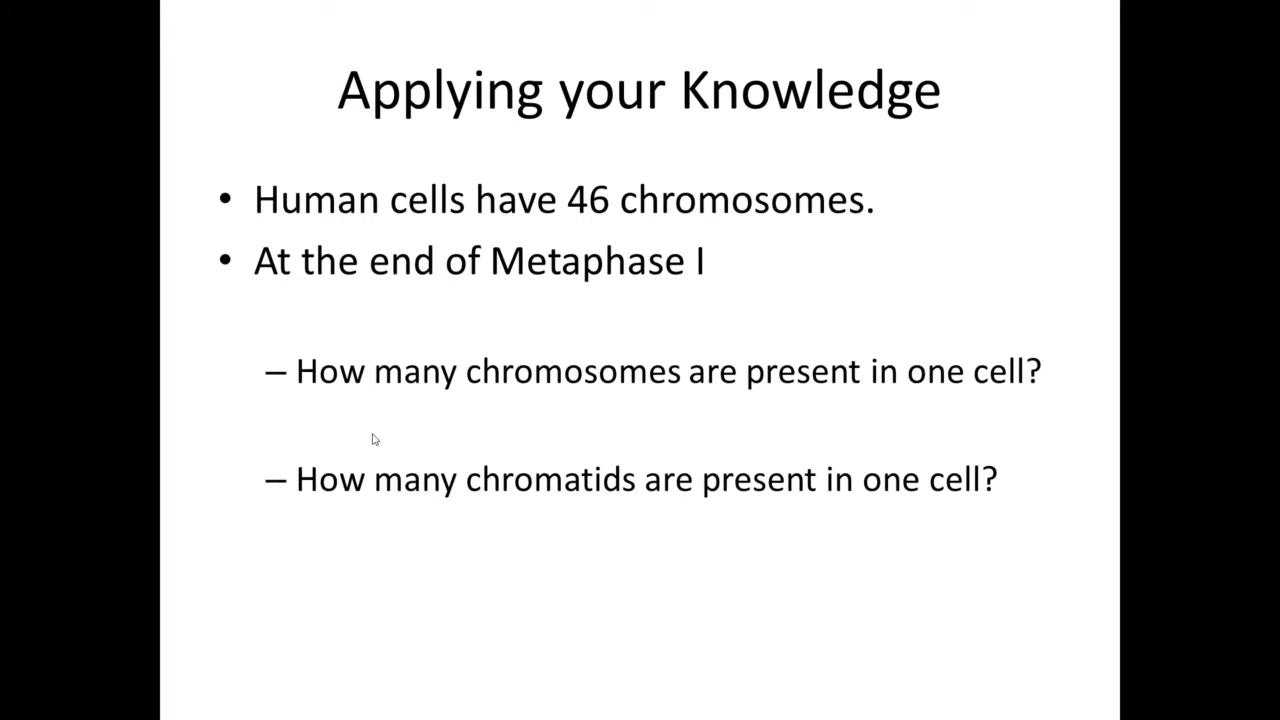 Applying your Knowledge
• Human cells have 46 chromosomes.
• At the end of Metaphase I
– How many chromosomes are present in one cell?
– How many chromatids are present in one cell?